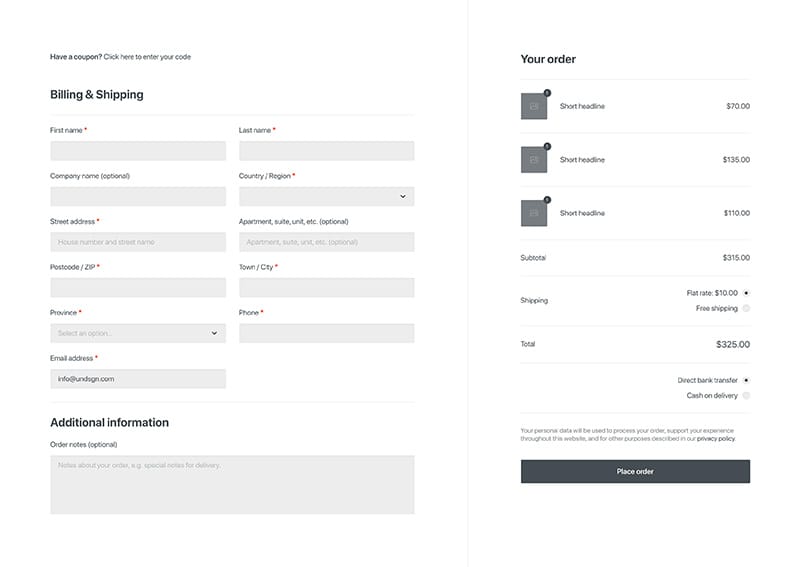 Have a coupon? Click here to enter your code
Billing & Shipping
First name *
Last name *
Company name (optional)
Country / Region *
Street address *
Apartment, suite, unit, etc. (optional)
House number and street name
Apartment, suite, unit, etc. (optional)
Postcode / ZIP *
Town / City *
Province *
Phone *
Select an option...
Email address *
info@undsgn.com
Additional information
Order notes (optional)
Notes about your order, e.g. special notes for delivery.
Your order
Short headline $70.00
Short headline $135.00
Short headline $110.00
Subtotal $315.00
Shipping
Flat rate: $10.00
Free shipping
Total $325.00
Direct bank transfer
Cash on delivery
Your personal data will be used to process your order, support your experience
throughout this website, and for other purposes described in our privacy policy.
Place order